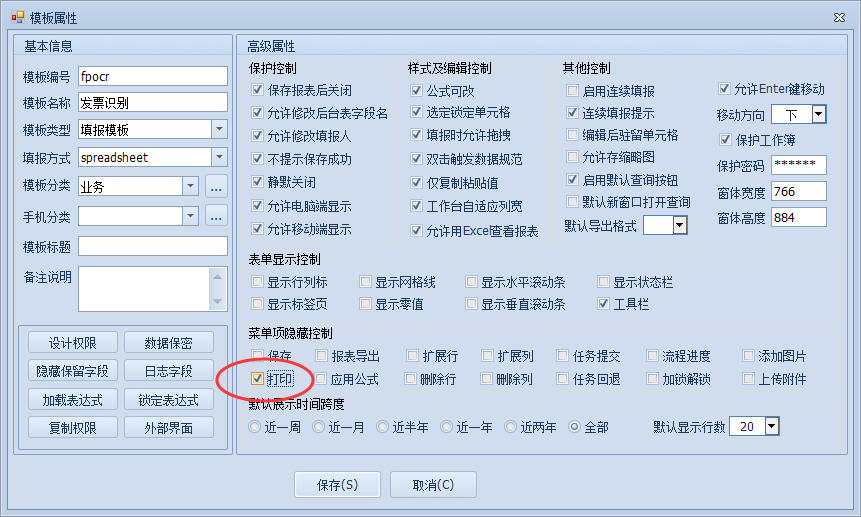 模板属性
基本信息
模板编号 fpocr
模板名称 发票识别
模板类型 填报模板
填报方式 spreadsheet
模板分类 业务 ...
手机分类 ...
模板标题
备注说明
设计权限 数据保密
隐藏保留字段 日志字段
加载表达式 锁定表达式
复制权限 外部界面
高级属性
保护控制
保存报表后关闭
允许修改后台表字段名
允许修改填报人
不提示保存成功
静默关闭
允许电脑端显示
允许移动端显示
样式及编辑控制
公式可改
选定锁定单元格
填报时允许拖拽
双击触发数据规范
仅复制粘贴值
工作台自适应列宽
允许用Excel查看报表
其他控制
启用连续填报
连续填报提示
编辑后驻留单元格
允许存缩略图
启用默认查询按钮
默认新窗口打开查询
默认导出格式
允许Enter键移动
移动方向 下
保护工作簿
保护密码 ******
窗体宽度 766
窗体高度 884
表单显示控制
显示行列标 显示网格线 显示水平滚动条 显示状态栏
显示标签页 显示零值 显示垂直滚动条 工具栏
菜单项隐藏控制
保存 报表导出 扩展行 扩展列 任务提交 流程进度 添加图片
打印 应用公式 删除行 删除列 任务回退 加锁解锁 上传附件
默认展示时间跨度
近一周 近一月 近半年 近一年 近两年 全部 默认显示行数 20
保存(S) 取消(C)